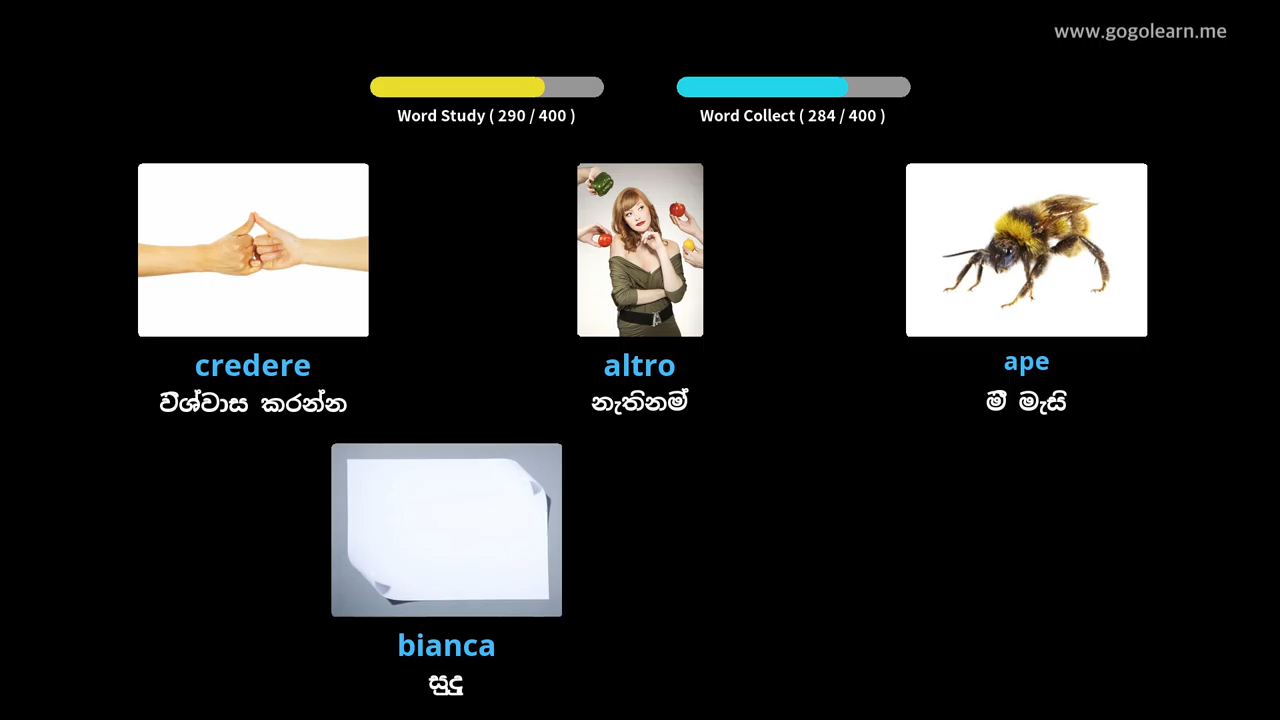 www.gogolearn.me
Word Study ( 290 / 400 )
Word Collect ( 284 / 400 )
credere
altro
ape
විශ්වාස කරන්න
නැතිනම්
මී මැසි
bianca
සුදු